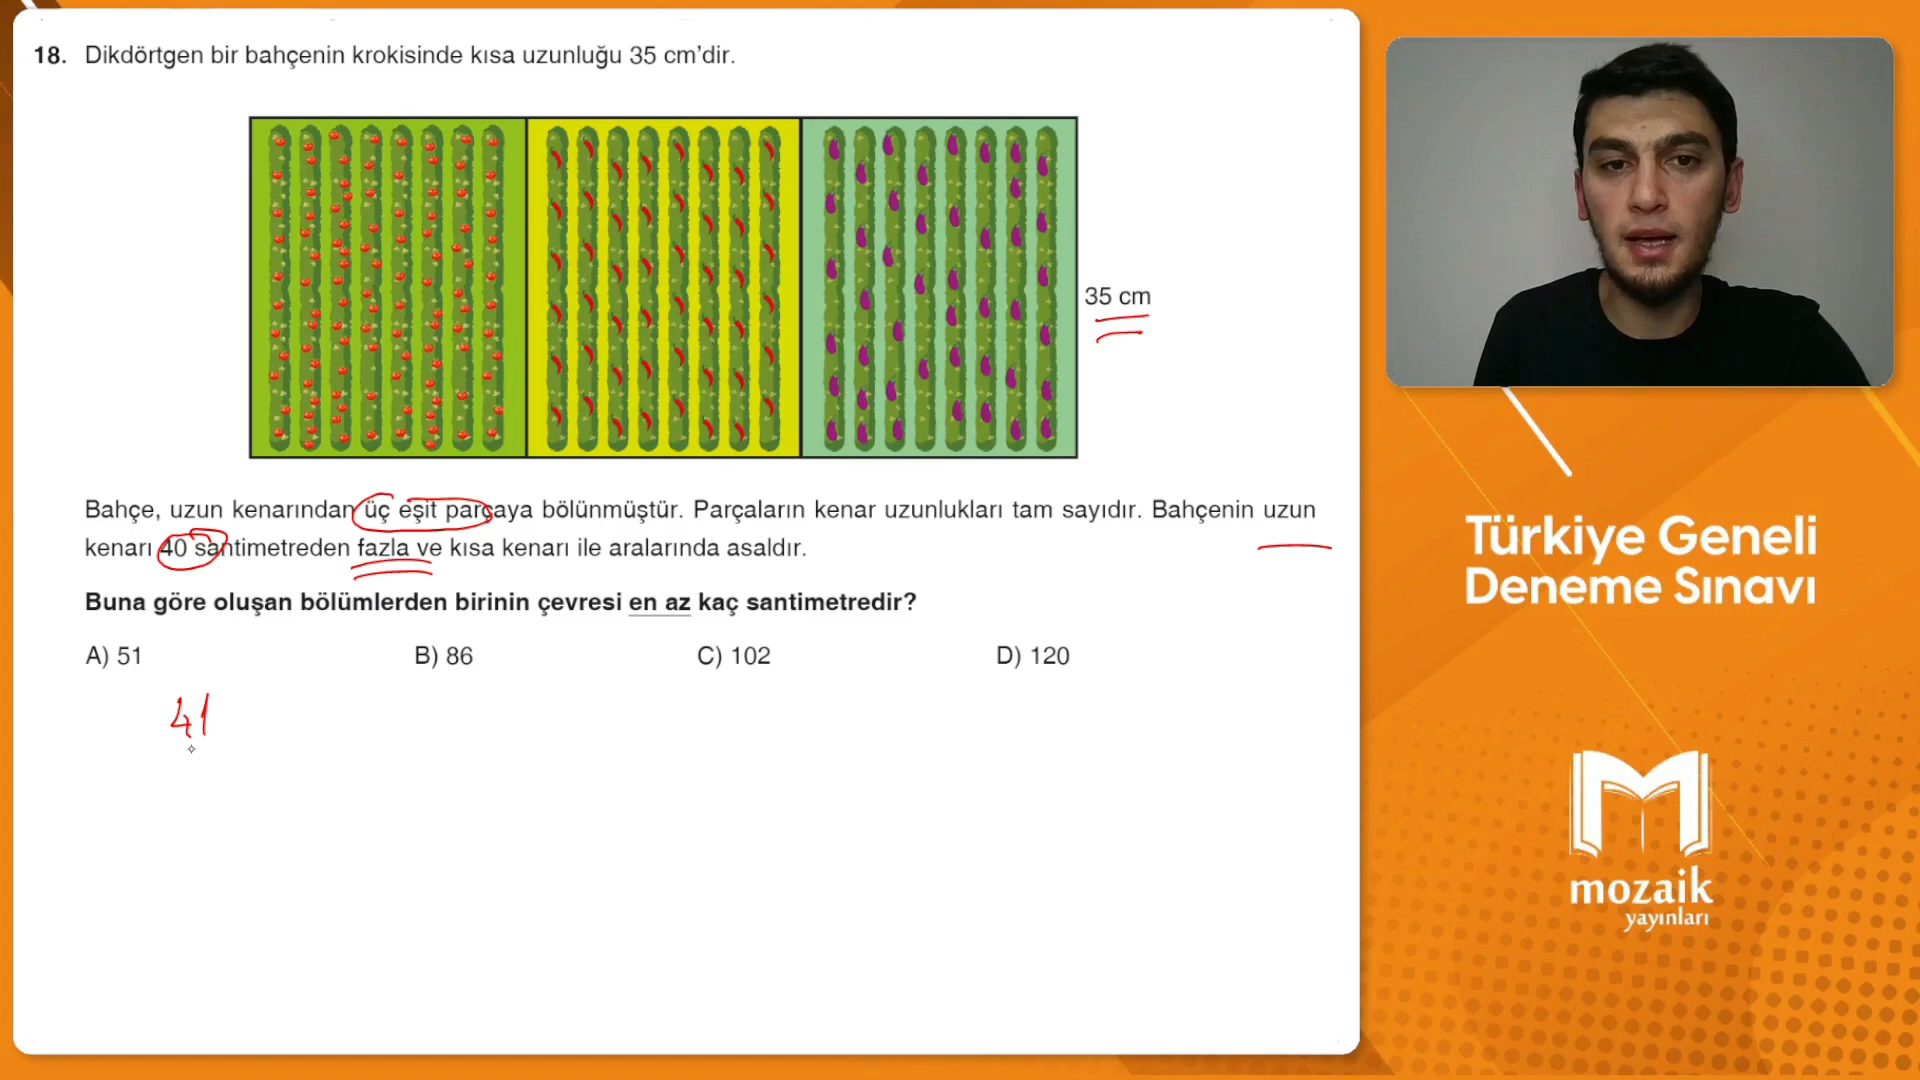 18. Dikdörtgen bir bahçenin krokisinde kısa uzunluğu 35 cm’dir.
35 cm
Bahçe, uzun kenarından üç eşit parçaya bölünmüştür. Parçaların kenar uzunlukları tam sayıdır. Bahçenin uzun
kenarı 40 santimetreden fazla ve kısa kenarı ile aralarında asaldır.
Buna göre oluşan bölümlerden birinin çevresi en az kaç santimetredir?
A) 51 B) 86 C) 102 D) 120
41
Türkiye Geneli
Deneme Sınavı
mozaik
yayınları